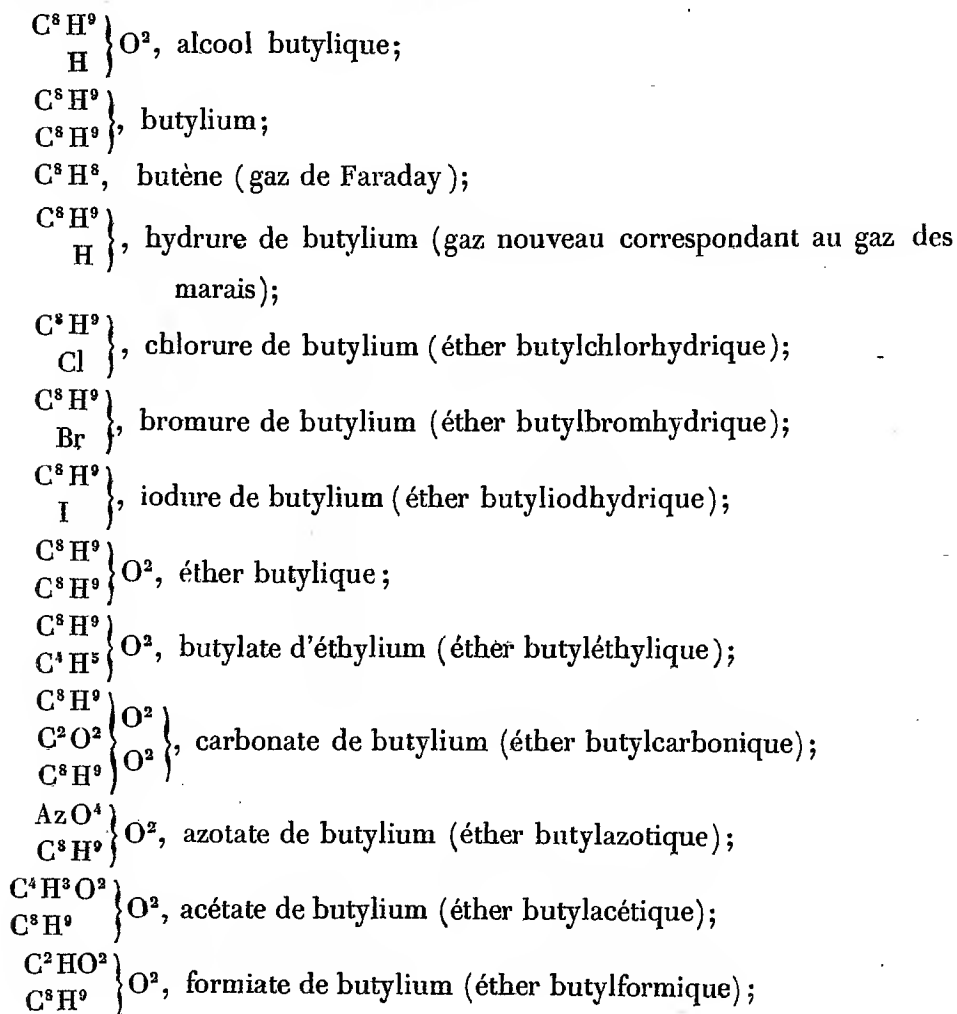 C⁸H⁹
H } O², alcool butylique;
C⁸H⁹
C⁸H⁹ }, butylium;
C⁸H⁸, butène (gaz de Faraday);
C⁸H⁹
H }, hydrure de butylium (gaz nouveau correspondant au gaz des
marais);
C⁸H⁹
Cl }, chlorure de butylium (éther butylchlorhydrique);
C⁸H⁹
Br }, bromure de butylium (éther butylbromhydrique);
C⁸H⁹
I }, iodure de butylium (éther butyliodhydrique);
C⁸H⁹
C⁸H⁹ } O², éther butylique;
C⁸H⁹
C⁴H⁵ } O², butylate d'éthylium (éther butyléthylique);
C⁸H⁹
C²O² } O²
C⁸H⁹ } O² }, carbonate de butylium (éther butylcarbonique);
AzO⁴
C⁸H⁹ } O², azotate de butylium (éther butylazotique);
C⁴H³O²
C⁸H⁹ } O², acétate de butylium (éther butylacétique);
C²HO²
C⁸H⁹ } O², formiate de butylium (éther butylformique);